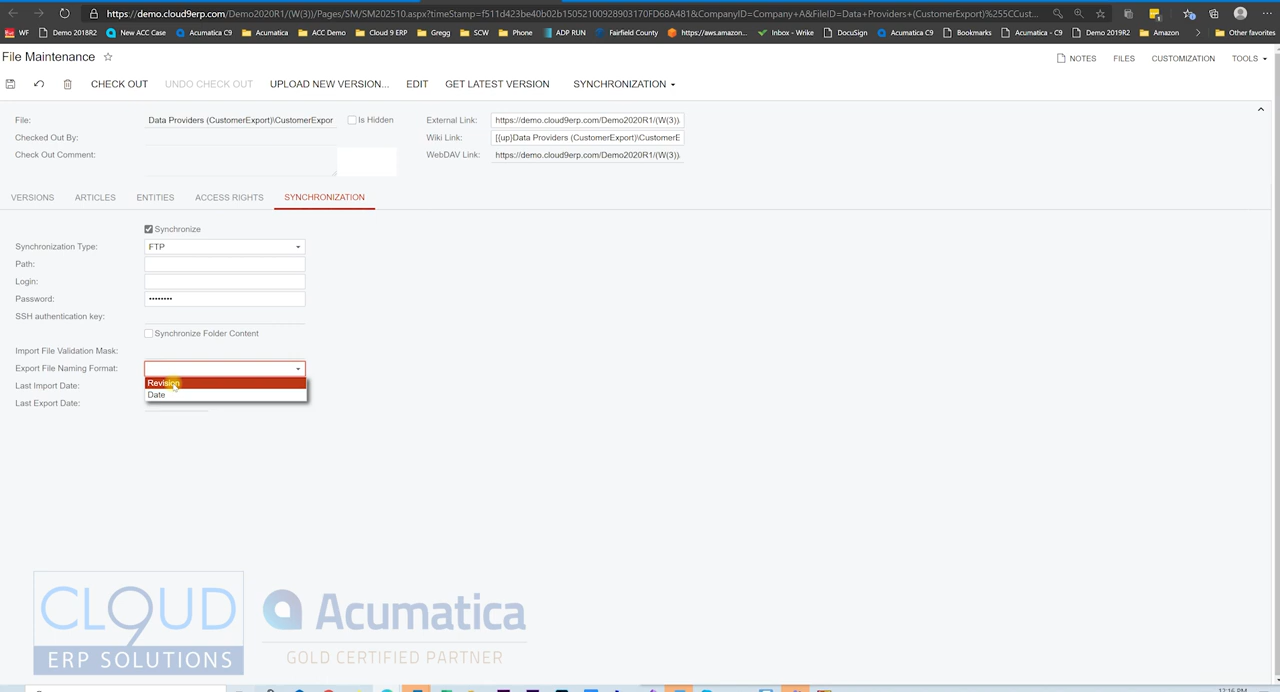 https://demo.cloud9erp.com/Demo2020R1/(W(3))/Pages/SM/SM202510.aspx?timeStamp=f511d423be40b02b15052100928903170FD68A481&CompanyID=Company+A&FileID=Data+Providers+(CustomerExport)%255CCust...
WF Demo 2018R2 New ACC Case Acumatica C9 Acumatica ACC Demo Cloud 9 ERP Gregg SCW Phone ADP RUN Fairfield County https://aws.amazon... Inbox - Wrike DocuSign Acumatica C9 Bookmarks Acumatica - C9 Demo 2019R2 Amazon Other favorites
File Maintenance
NOTES FILES CUSTOMIZATION TOOLS
CHECK OUT UNDO CHECK OUT UPLOAD NEW VERSION... EDIT GET LATEST VERSION SYNCHRONIZATION
File: Data Providers (CustomerExport)\CustomerExpor Is Hidden External Link: https://demo.cloud9erp.com/Demo2020R1/(W(3)).
Checked Out By: Wiki Link: [{up}Data Providers (CustomerExport)\CustomerE
Check Out Comment: WebDAV Link: https://demo.cloud9erp.com/Demo2020R1/(W(3)).
VERSIONS ARTICLES ENTITIES ACCESS RIGHTS SYNCHRONIZATION
Synchronize
Synchronization Type: FTP
Path:
Login:
Password: ••••••••
SSH authentication key:
Synchronize Folder Content
Import File Validation Mask:
Export File Naming Format:
Revision
Last Import Date:
Date
Last Export Date:
CLOUD 9
ERP SOLUTIONS
Acumatica
GOLD CERTIFIED PARTNER
12:16 PM